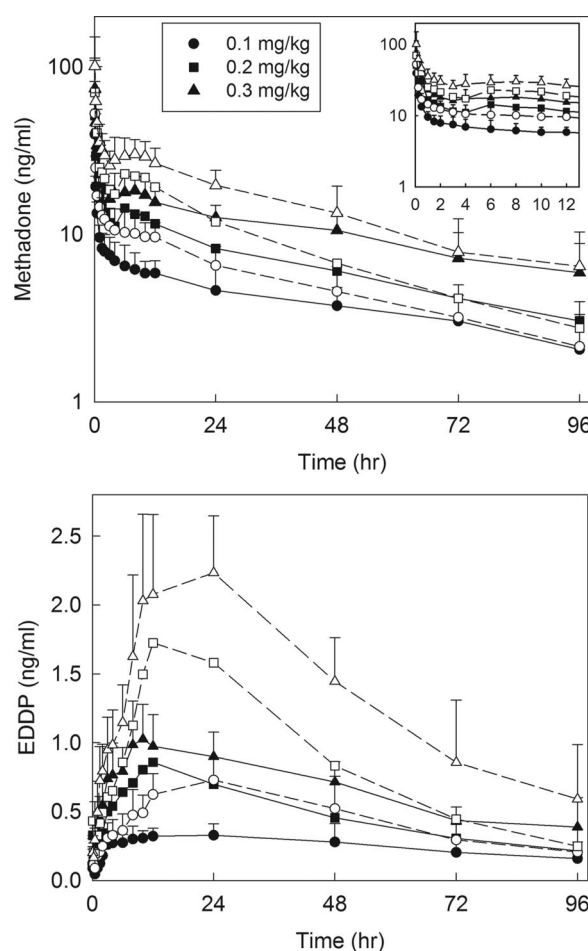 0.1 mg/kg
0.2 mg/kg
0.3 mg/kg
Methadone (ng/ml)
100
10
1
0 24 48 72 96
Time (hr)
100
10
1
0 2 4 6 8 10 12
EDDP (ng/ml)
2.5
2.0
1.5
1.0
0.5
0.0
0 24 48 72 96
Time (hr)